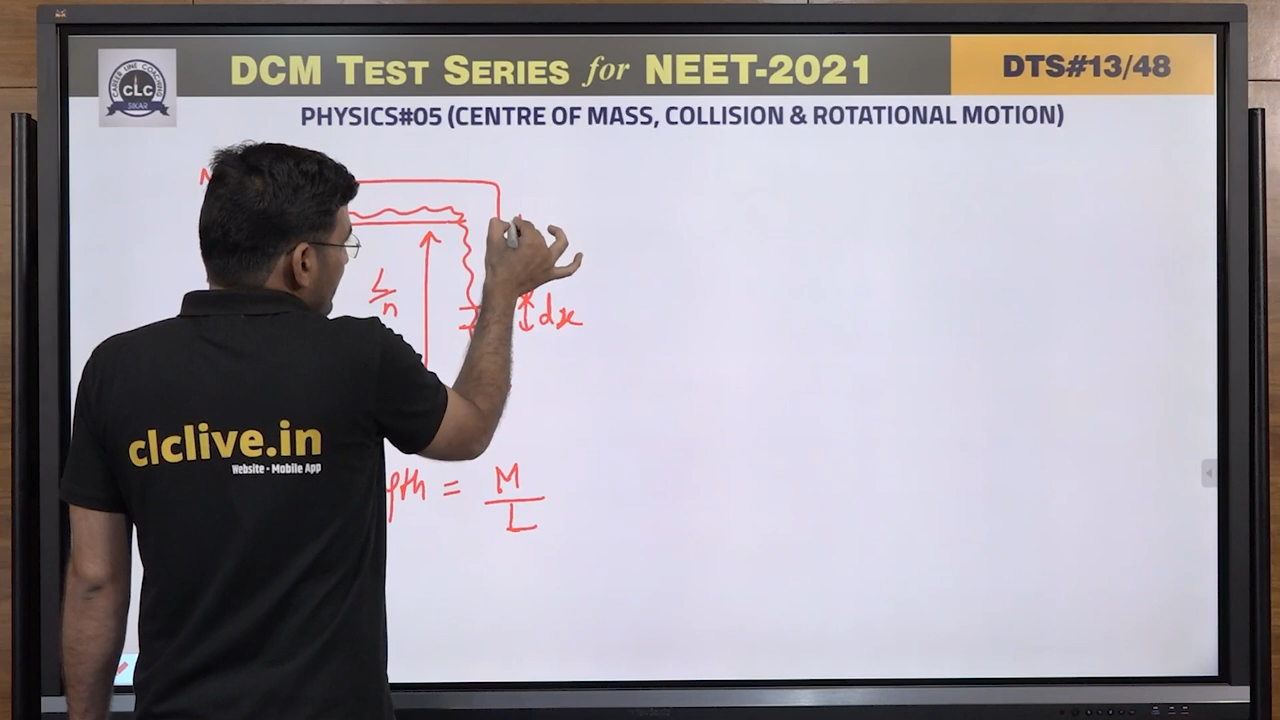 CAREER LINE COACHING
CLC
SIKAR
DCM TEST SERIES for NEET-2021
DTS#13/48
PHYSICS#05 (CENTRE OF MASS, COLLISION & ROTATIONAL MOTION)
L/n
dx
gth = M/L
clclive.in
Website - Mobile App